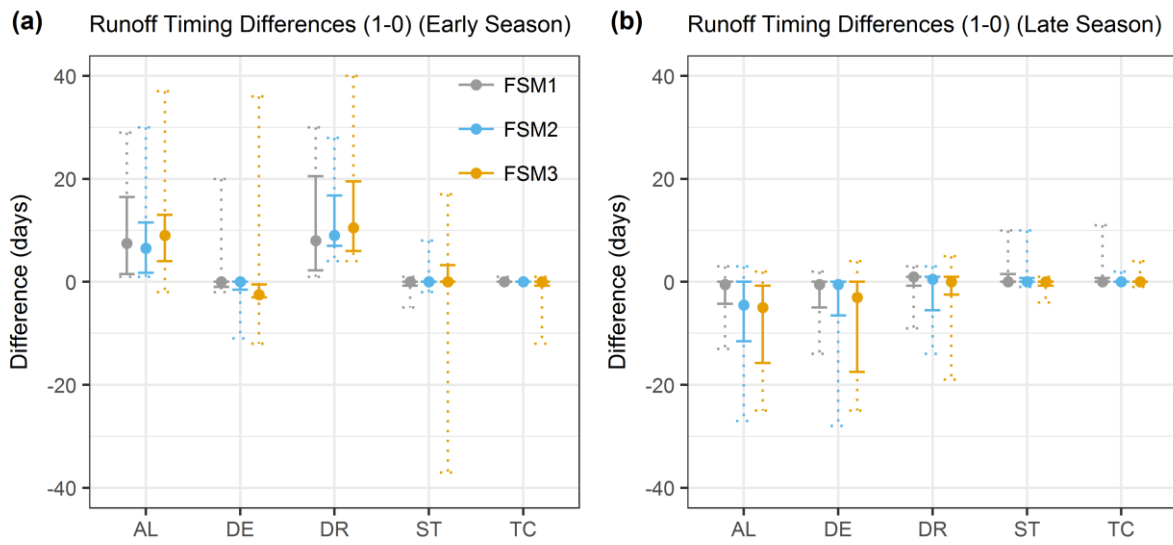 (a) Runoff Timing Differences (1-0) (Early Season)
Difference (days)
40
20
0
-20
-40
FSM1
FSM2
FSM3
AL DE DR ST TC
(b) Runoff Timing Differences (1-0) (Late Season)
Difference (days)
40
20
0
-20
-40
AL DE DR ST TC